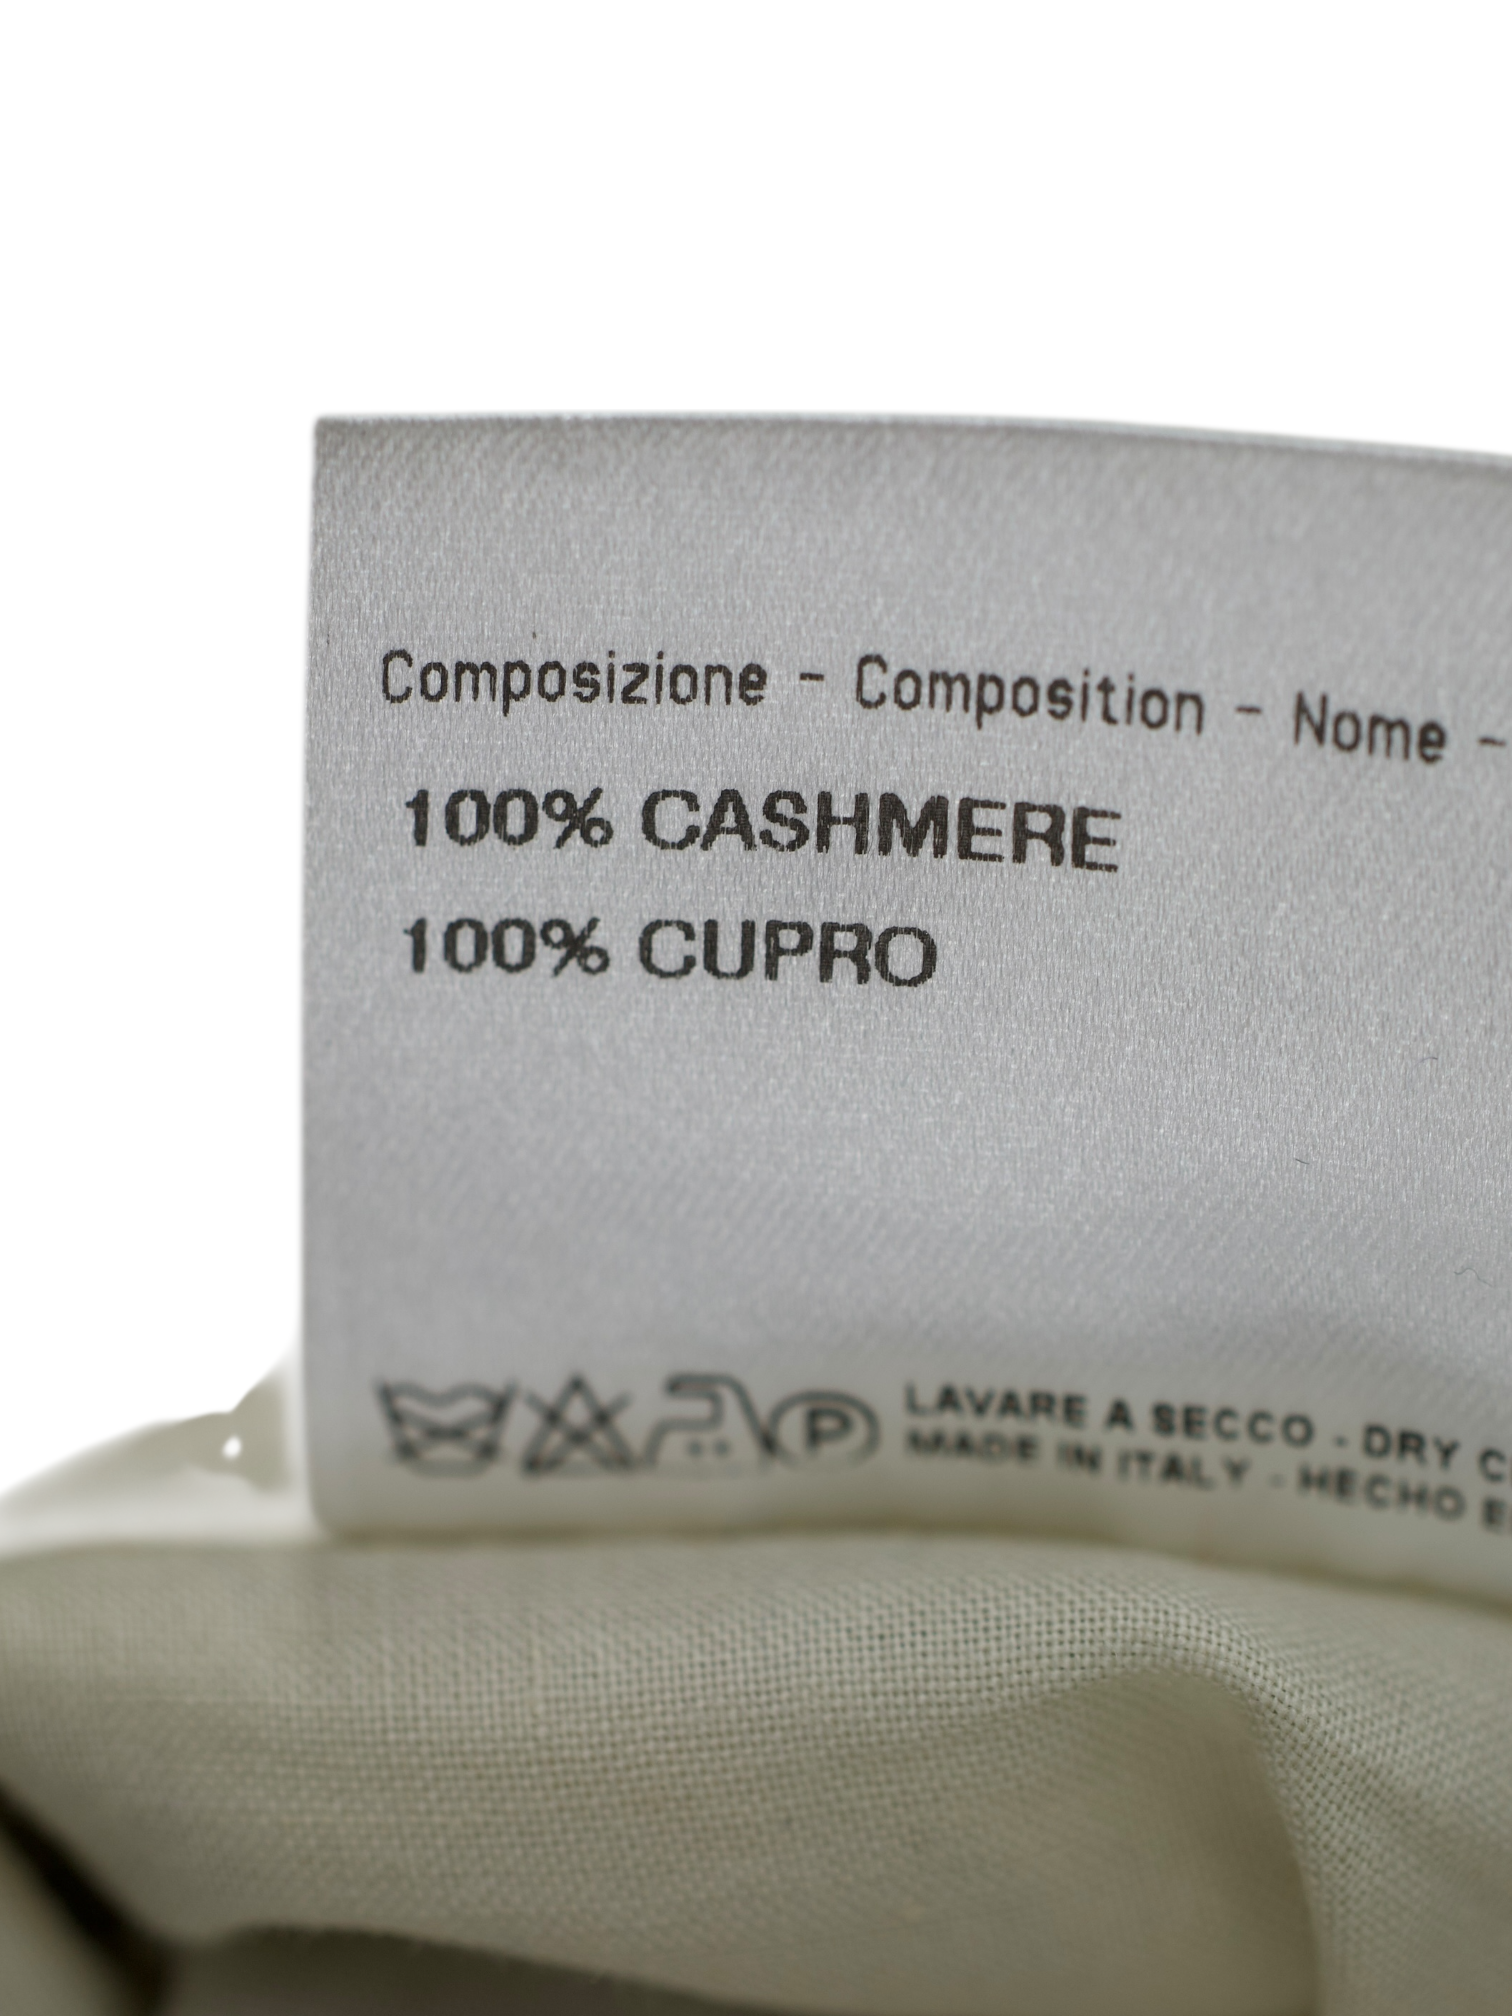 Composizione - Composition - Nome -
100% CASHMERE
100% CUPRO
P LAVARE A SECCO - DRY
MADE IN ITALY - HECHO